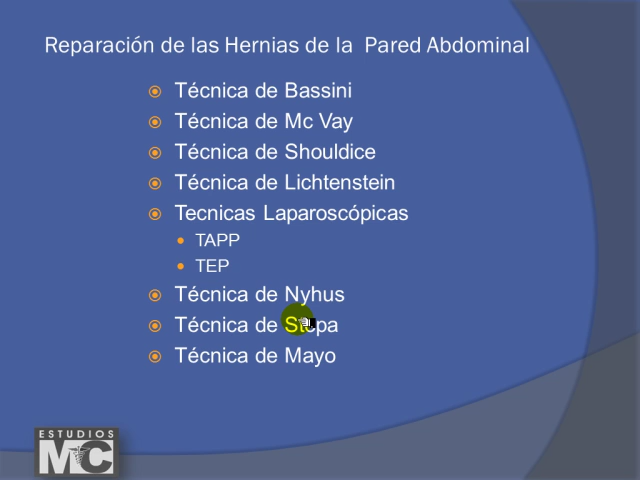 Reparación de las Hernias de la Pared Abdominal
Técnica de Bassini
Técnica de Mc Vay
Técnica de Shouldice
Técnica de Lichtenstein
Tecnicas Laparoscópicas
TAPP
TEP
Técnica de Nyhus
Técnica de Stopa
Técnica de Mayo
ESTUDIOS
MC